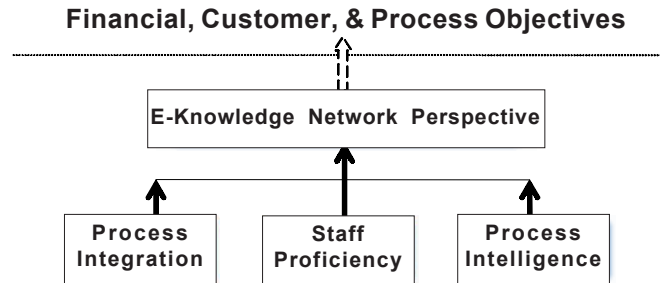 Financial, Customer, & Process Objectives
E-Knowledge Network Perspective
Process
Integration
Staff
Proficiency
Process
Intelligence